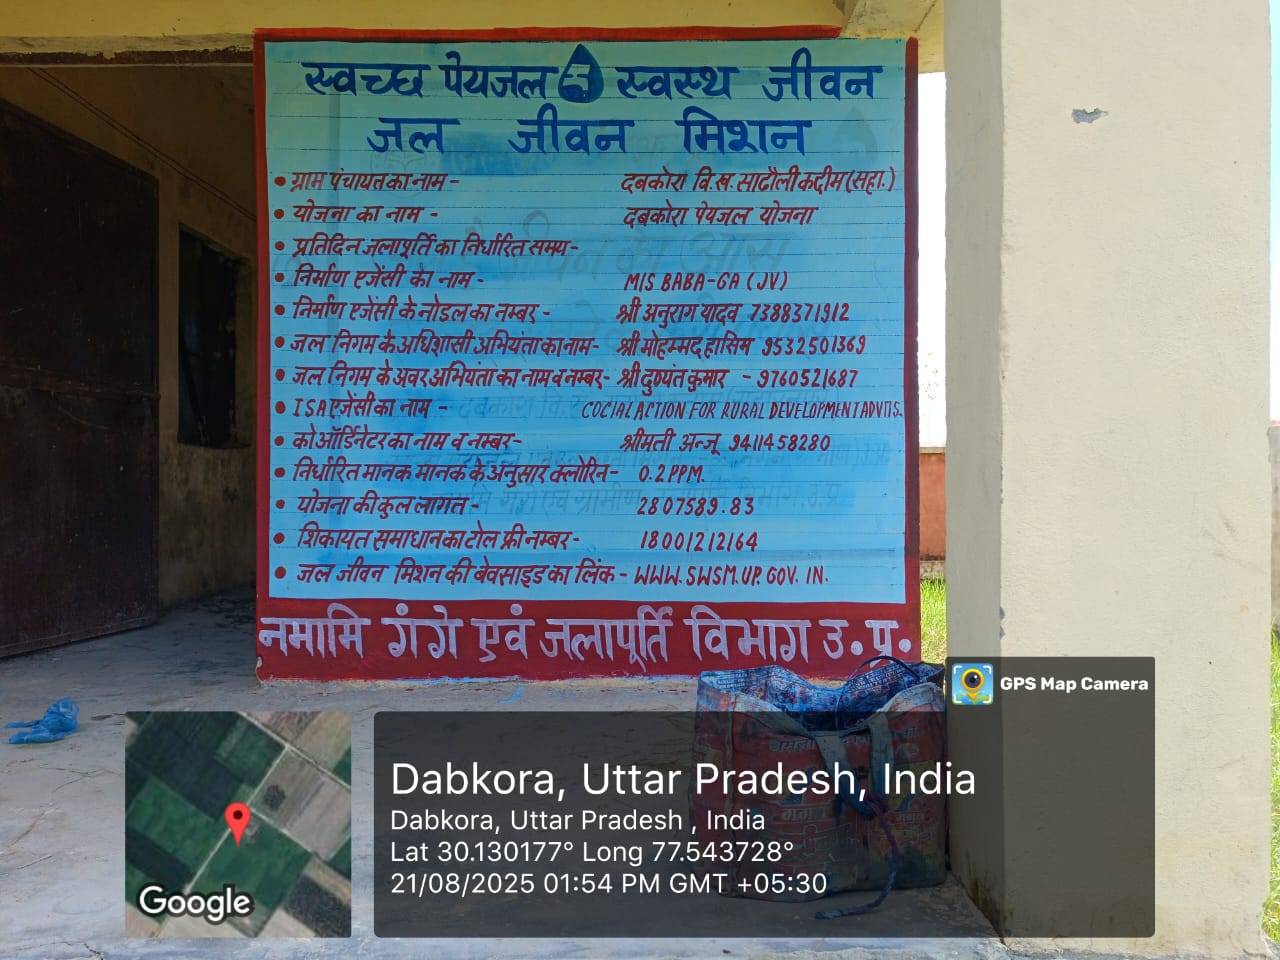 स्वच्छ पेयजल से स्वस्थ जीवन
जल जीवन मिशन
• ग्राम पंचायत का नाम - दबकोरा वि.ख. साढौली कदीम (सहा.)
• योजना का नाम - दबकोरा पेयजल योजना
• प्रतिदिन जलापूर्ति का निर्धारित समय-
• निर्माण एजेंसी का नाम - M/S BABA-GA (JV)
• निर्माण एजेंसी के नोडल का नम्बर - श्री अनुराग यादव 7388371912
• जल निगम के अधिशासी अभियंता का नाम- श्री मोहम्मद हासिम 9532501369
• जल निगम के अवर अभियंता का नाम व नम्बर- श्री दुष्यंत कुमार - 9760521687
• ISA एजेंसी का नाम - COCIAL ACTION FOR RURAL DEVELOPMENT ADVTIS.
• कोऑर्डिनेटर का नाम व नम्बर- श्रीमती अन्जू 9411458280
• निर्धारित मानक मानक के अनुसार क्लोरिन- 0.2 PPM.
• योजना की कुल लागत - 2807589.83
• शिकायत समाधान का टोल फ्री नम्बर- 18001212164
• जल जीवन मिशन की बेवसाइड का लिंक - WWW.SWSM.UP.GOV.IN.
नमामि गंगे एवं जलापूर्ति विभाग उ.प्र.
GPS Map Camera
Dabkora, Uttar Pradesh, India
Dabkora, Uttar Pradesh , India
Lat 30.130177° Long 77.543728°
21/08/2025 01:54 PM GMT +05:30
Google